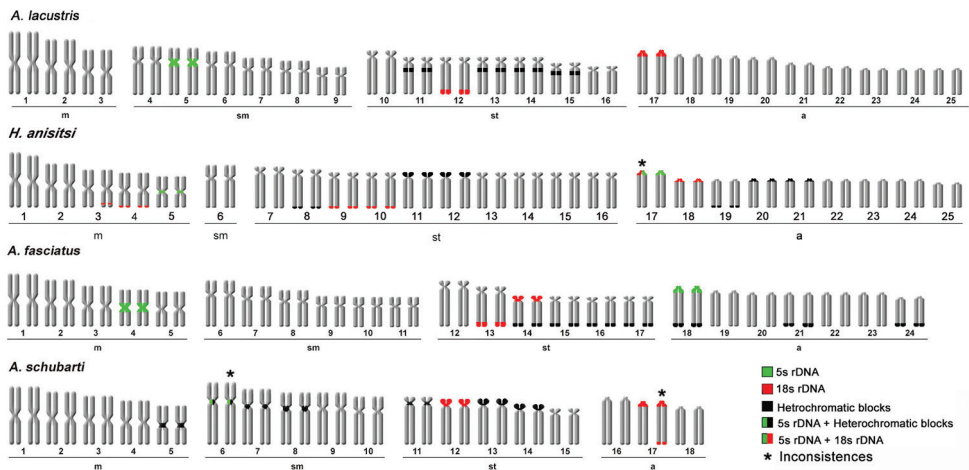 A. lacustris
1 2 3 4 5 6 7 8 9 10 11 12 13 14 15 16 17 18 19 20 21 22 23 24 25
m sm st a
H. anisitsi
*
1 2 3 4 5 6 7 8 9 10 11 12 13 14 15 16 17 18 19 20 21 22 23 24 25
m sm st a
A. fasciatus
1 2 3 4 5 6 7 8 9 10 11 12 13 14 15 16 17 18 19 20 21 22 23 24
m sm st a
A. schubarti
* *
1 2 3 4 5 6 7 8 9 10 11 12 13 14 15 16 17 18
m sm st a
5s rDNA
18s rDNA
Hetrochromatic blocks
5s rDNA + Heterochromatic blocks
5s rDNA + 18s rDNA
* Inconsistences